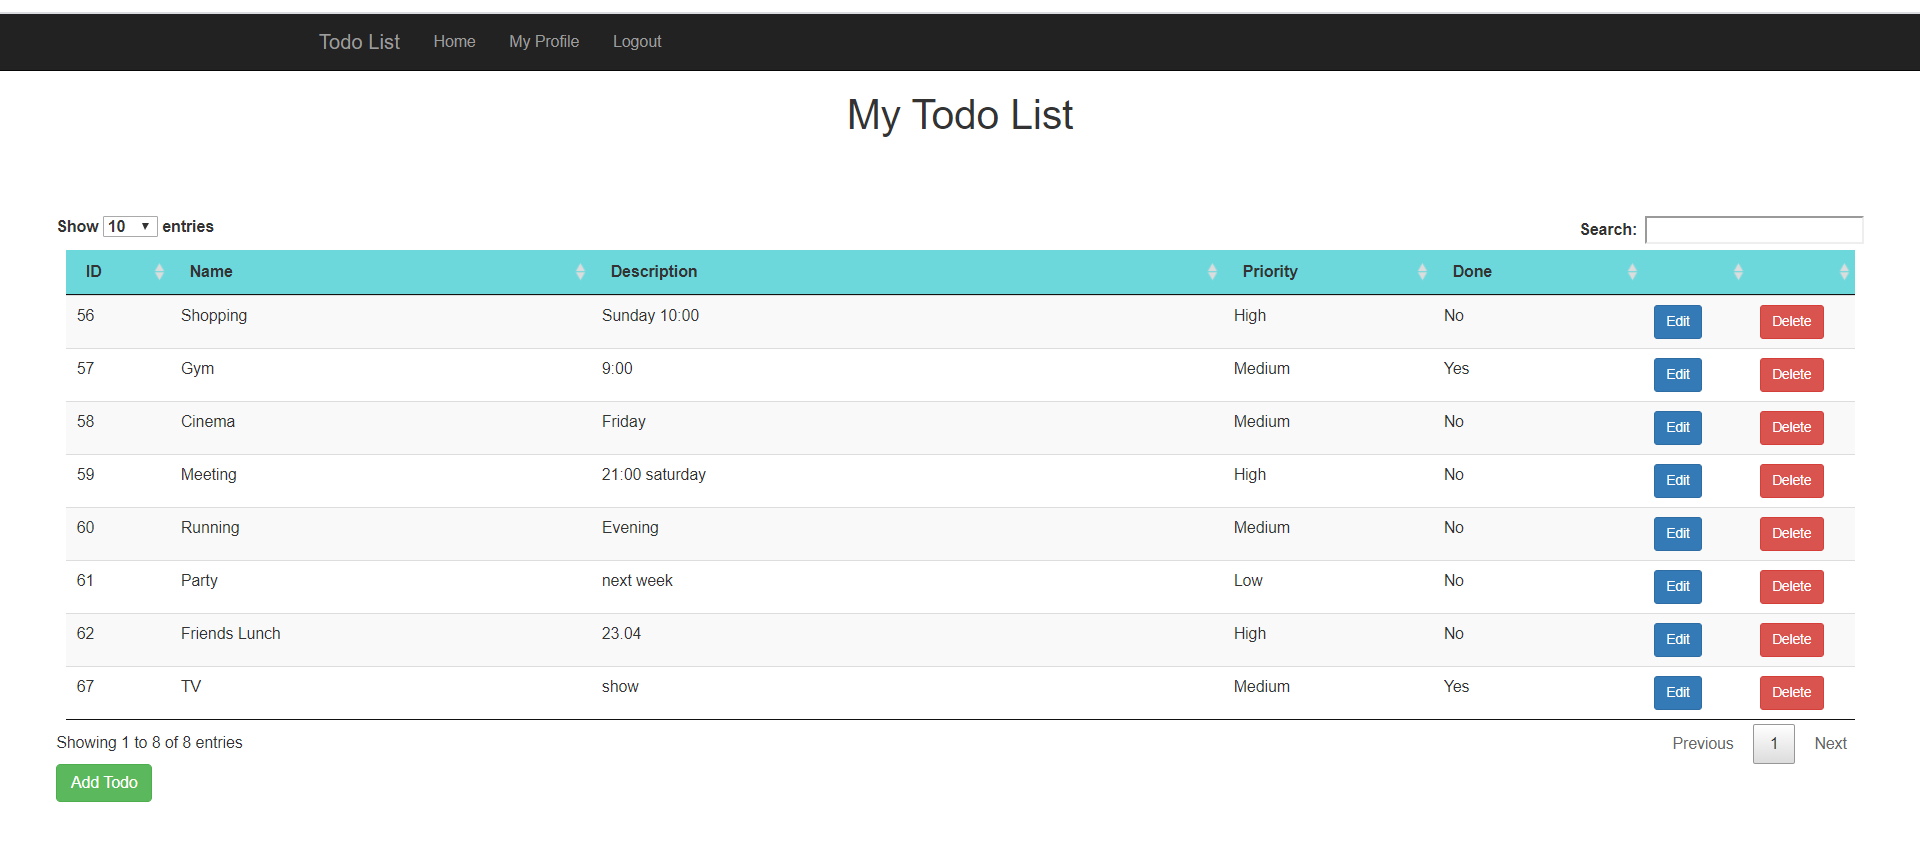 Todo List Home My Profile Logout
My Todo List
Show 10 entries Search:
ID Name Description Priority Done
56 Shopping Sunday 10:00 High No Edit Delete
57 Gym 9:00 Medium Yes Edit Delete
58 Cinema Friday Medium No Edit Delete
59 Meeting 21:00 saturday High No Edit Delete
60 Running Evening Medium No Edit Delete
61 Party next week Low No Edit Delete
62 Friends Lunch 23.04 High No Edit Delete
67 TV show Medium Yes Edit Delete
Showing 1 to 8 of 8 entries Previous 1 Next
Add Todo